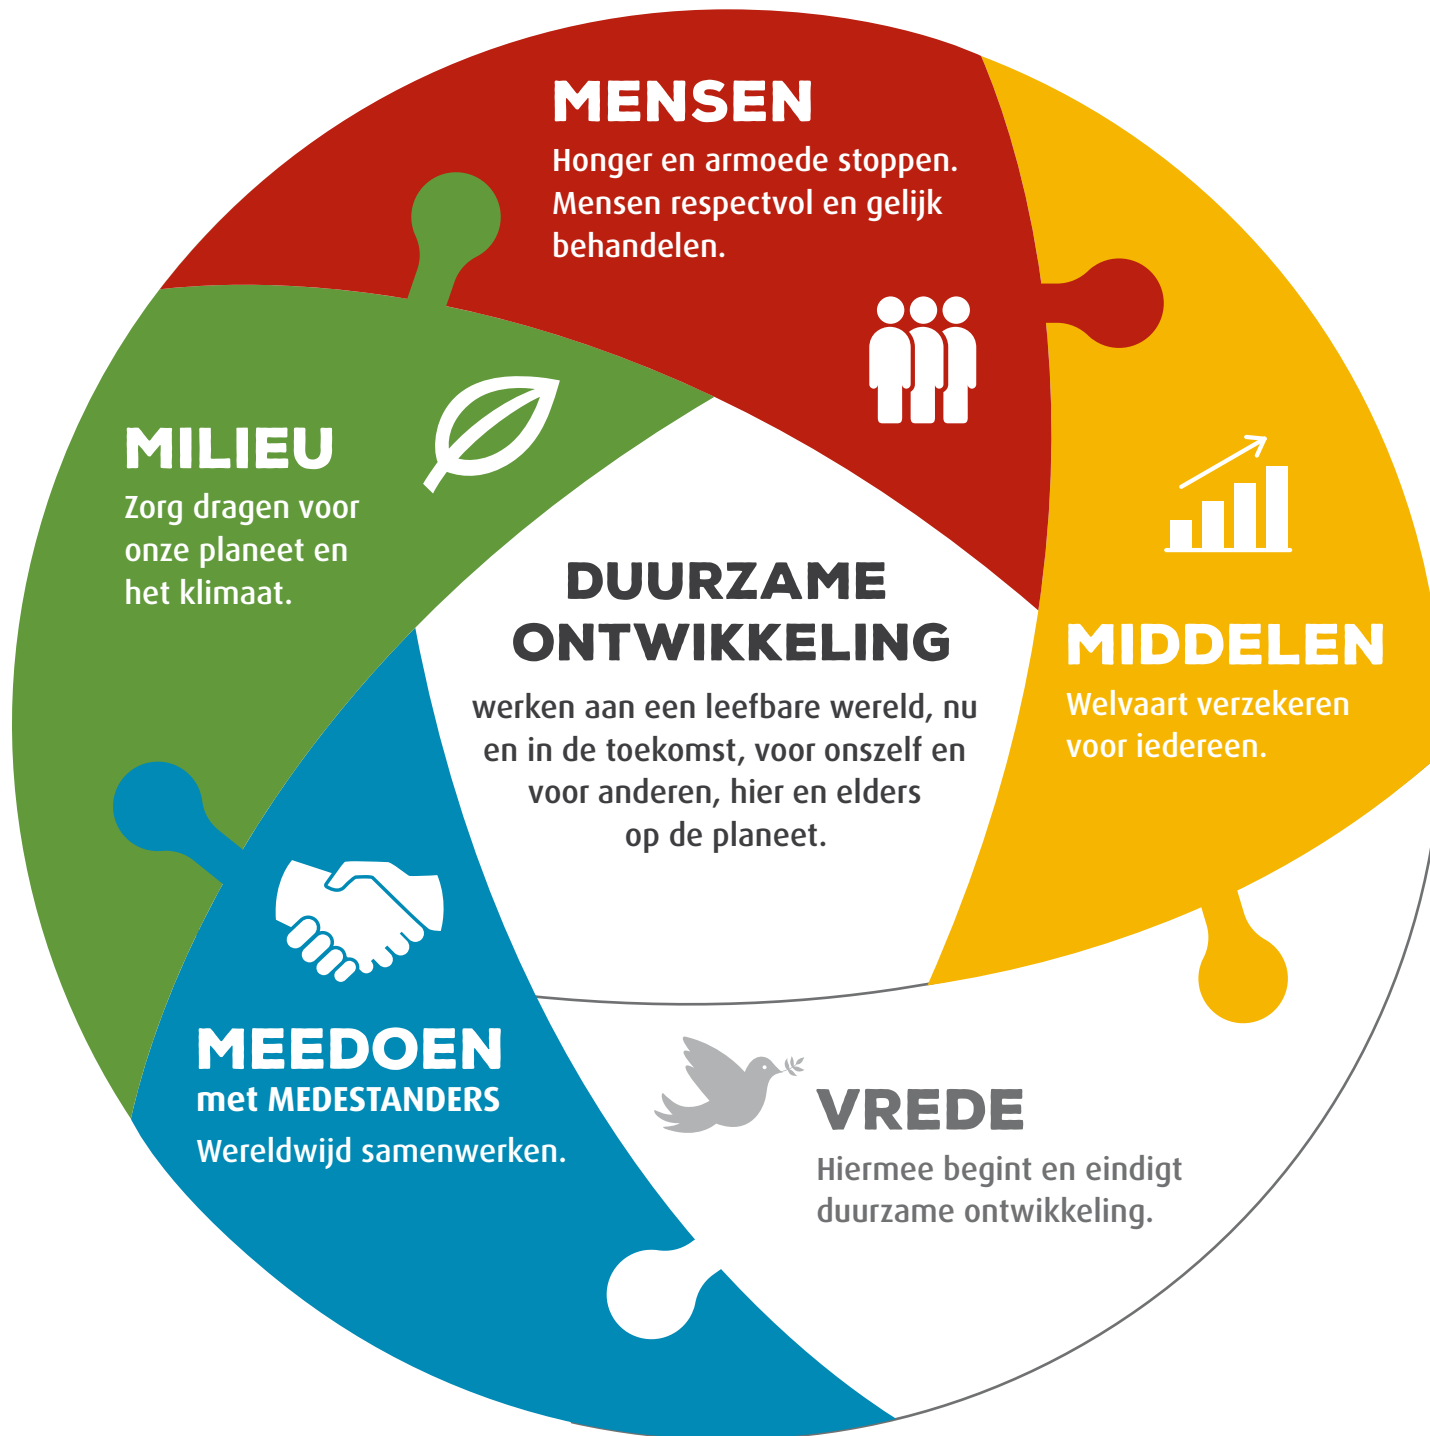 MENSEN
Honger en armoede stoppen.
Mensen respectvol en gelijk
behandelen.
MILIEU
Zorg dragen voor
onze planeet en
het klimaat.
DUURZAME
ONTWIKKELING
werken aan een leefbare wereld, nu
en in de toekomst, voor onszelf en
voor anderen, hier en elders
op de planeet.
MIDDELEN
Welvaart verzekeren
voor iedereen.
MEEDOEN
met MEDESTANDERS
Wereldwijd samenwerken.
VREDE
Hiermee begint en eindigt
duurzame ontwikkeling.